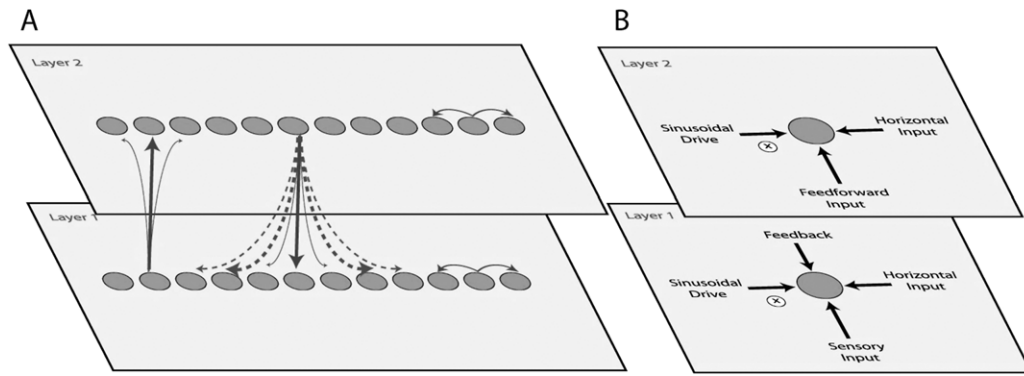 A
B
Layer 2
Layer 1
Layer 2
Sinusoidal
Drive
Horizontal
Input
Feedforward
Input
Layer 1
Feedback
Sinusoidal
Drive
Horizontal
Input
Sensory
Input